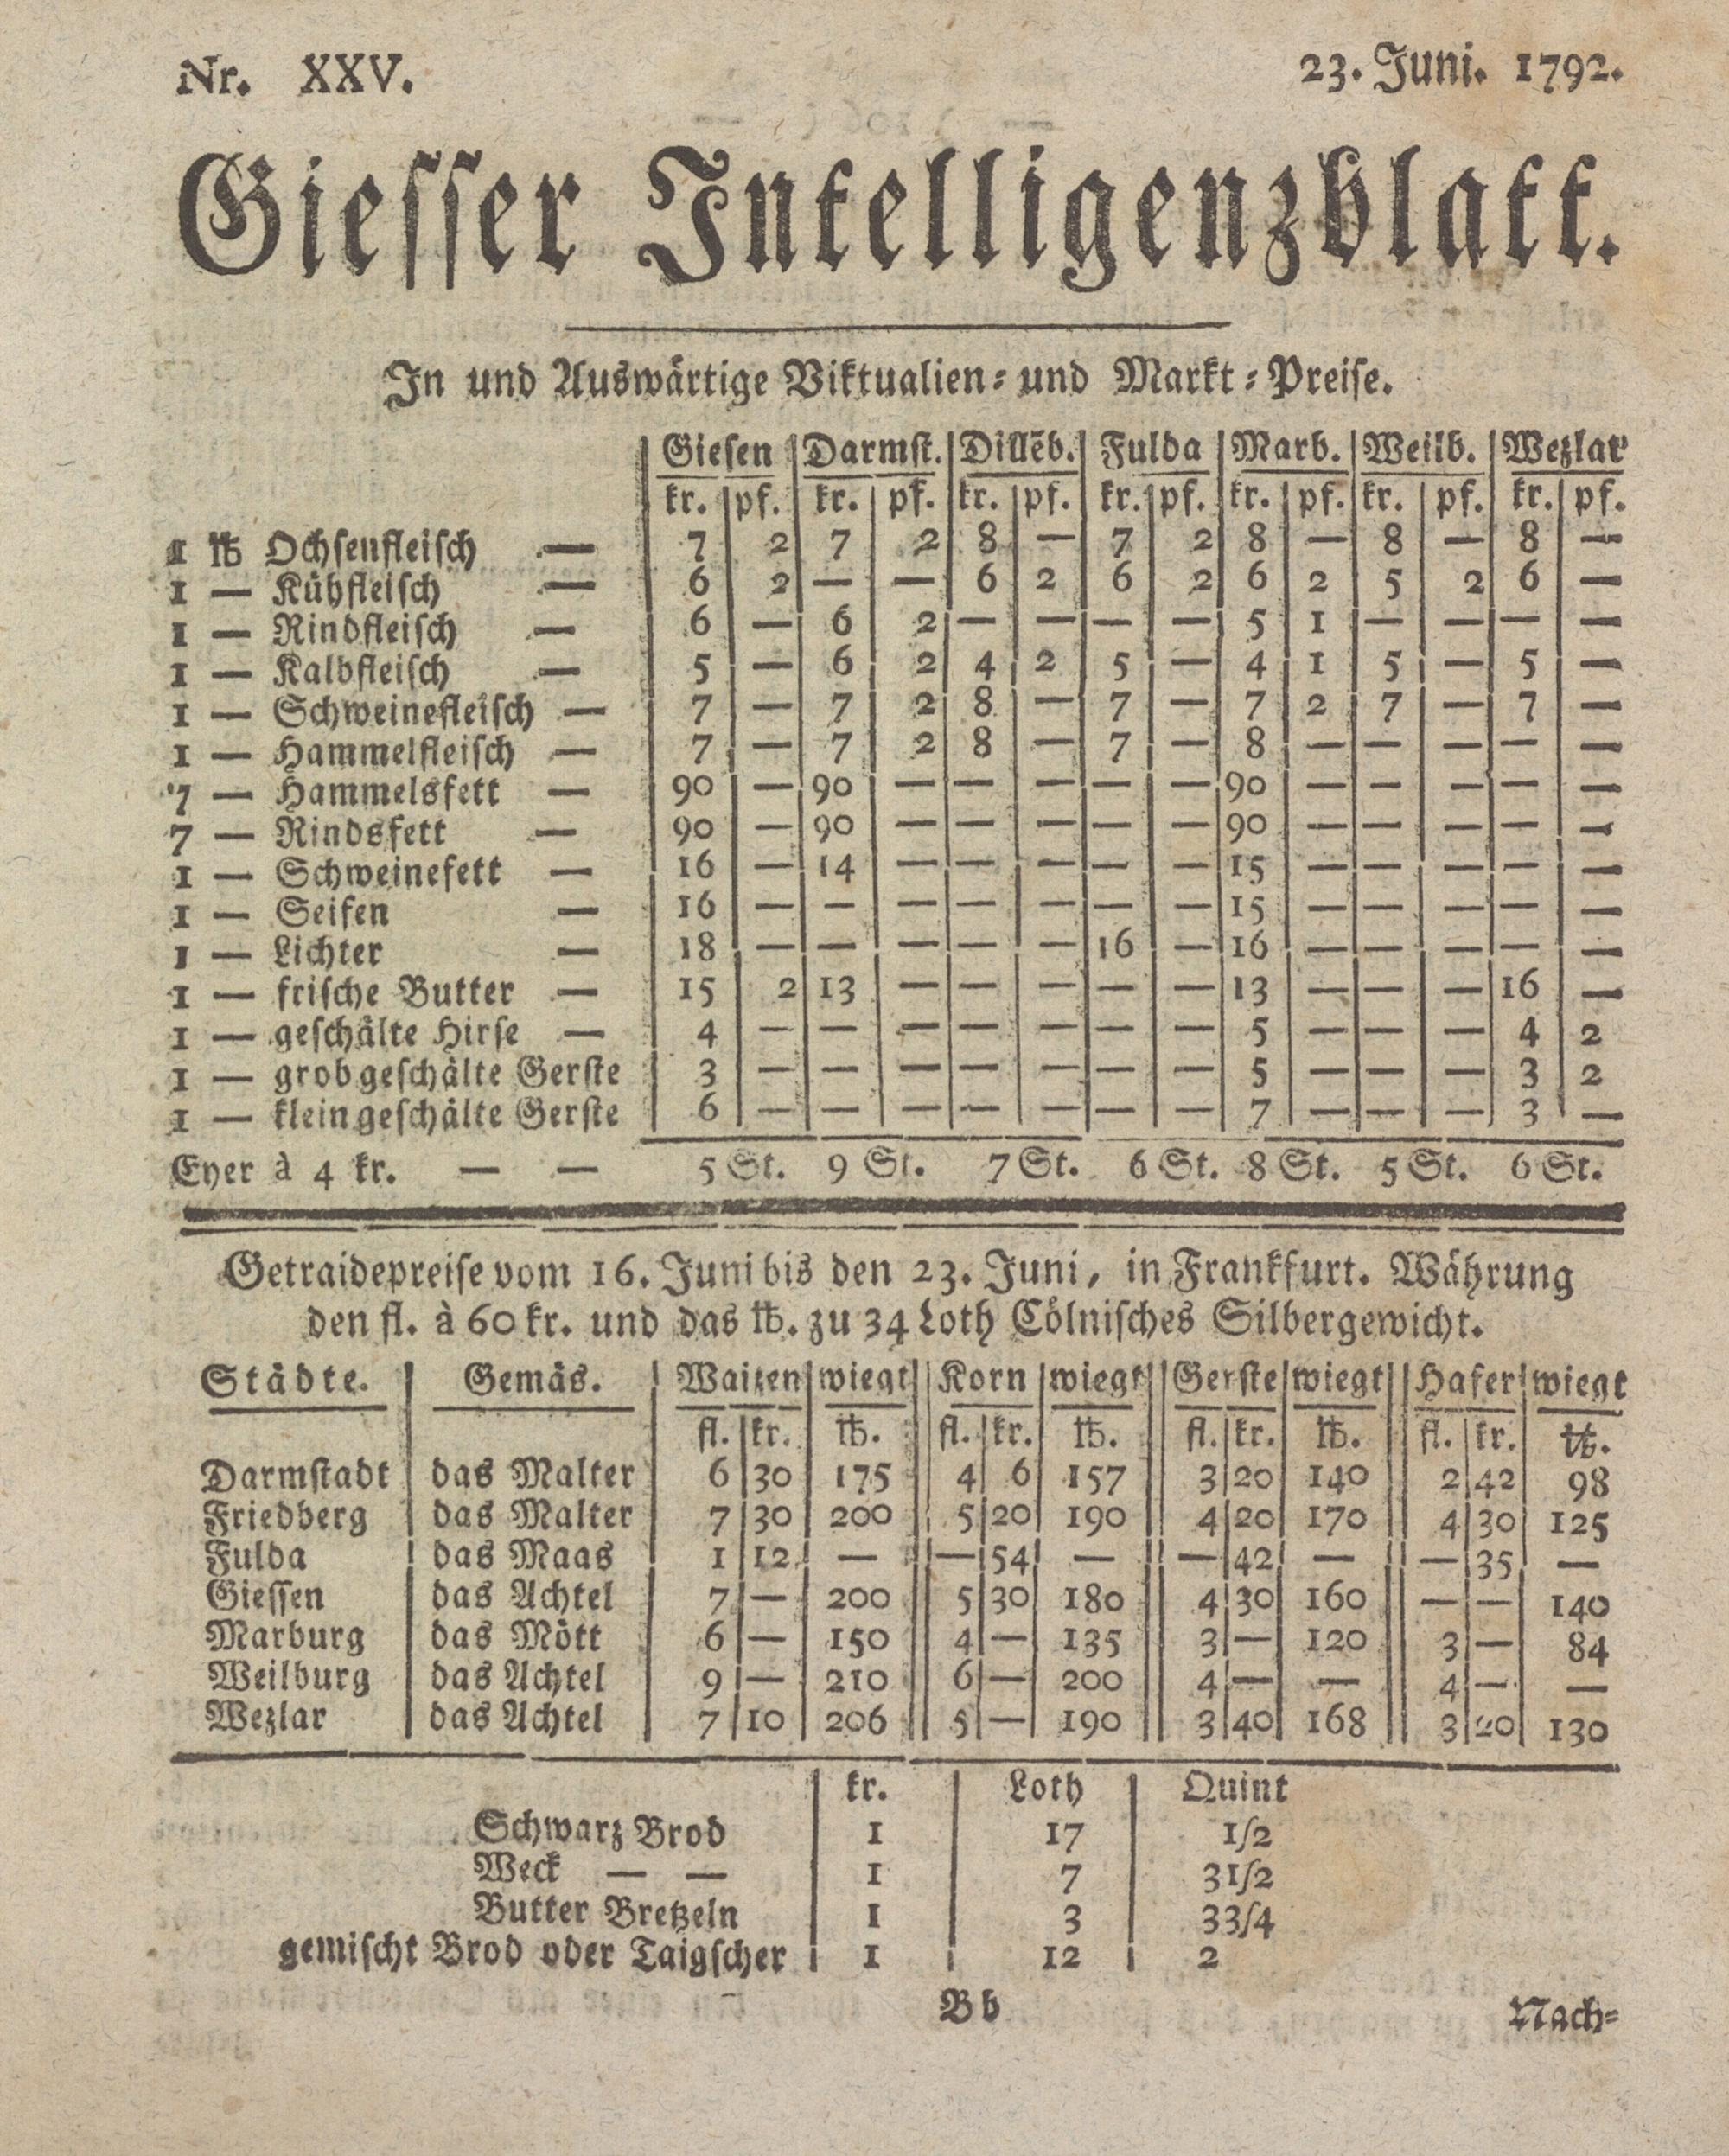 Nr. XXV. 23. Juni. 1792.
Giesser Intelligenzblatt.
In und Auswärtige Viktualien- und Markt-Preise.
Giesen Darmst. Dillēb. Fulda Marb. Weilb. Wezlar
kr. pf. kr. pf. kr. pf. kr. pf. kr. pf. kr. pf. kr. pf.
1 ℔ Ochsenfleisch — 7 2 7 2 8 — 7 2 8 — 8 — 8 —
1 — Kühfleisch — 6 2 — — 6 2 6 2 6 2 5 2 6 —
1 — Rindfleisch — 6 — 6 2 — — — — 5 1 — — — —
1 — Kalbfleisch — 5 — 6 2 4 2 5 — 4 1 5 — 5 —
1 — Schweinefleisch — 7 — 7 2 8 — 7 — 7 2 7 — 7 —
1 — Hammelfleisch — 7 — 7 2 8 — 7 — 8 — — — — —
7 — Hammelsfett — 90 — 90 — — — — — 90 — — — — —
7 — Rindsfett — 90 — 90 — — — — — 90 — — — — —
1 — Schweinefett — 16 — 14 — — — — — 15 — — — — —
1 — Seifen — 16 — — — — — — — 15 — — — — —
1 — Lichter — 18 — — — — — 16 — 16 — — — — —
1 — frische Butter — 15 2 13 — — — — — 13 — — — 16 —
1 — geschälte Hirse — 4 — — — — — — — 5 — — — 4 2
1 — grob geschälte Gerste 3 — — — — — — — 5 — — — 3 2
1 — klein geschälte Gerste 6 — — — — — — — 7 — — — 3 —
Eyer à 4 kr. — — 5 St. 9 St. 7 St. 6 St. 8 St. 5 St. 6 St.
Getraidepreise vom 16. Juni bis den 23. Juni, in Frankfurt. Währung
den fl. à 60 kr. und das ℔. zu 34 Loth Cölnisches Silbergewicht.
Städte. Gemäs. Waizen wiegt Korn wiegt Gerste wiegt Hafer wiegt
fl. kr. ℔. fl. kr. ℔. fl. kr. ℔. fl. kr. ℔.
Darmstadt das Malter 6 30 175 4 6 157 3 20 140 2 42 98
Friedberg das Malter 7 30 200 5 20 190 4 20 170 4 30 125
Fulda das Maas 1 12 — — 54 — — 42 — — 35 —
Giessen das Achtel 7 — 200 5 30 180 4 30 160 — — 140
Marburg das Mött 6 — 150 4 — 135 3 — 120 3 — 84
Weilburg das Achtel 9 — 210 6 — 200 4 — — 4 — —
Wezlar das Achtel 7 10 206 5 — 190 3 40 168 3 20 130
kr. Loth Quint
Schwarz Brod 1 17 1/2
Weck — — 1 7 3 1/2
Butter Bretzeln 1 3 3 3/4
gemischt Brod oder Taigscher 1 12 2
Bb Nach-